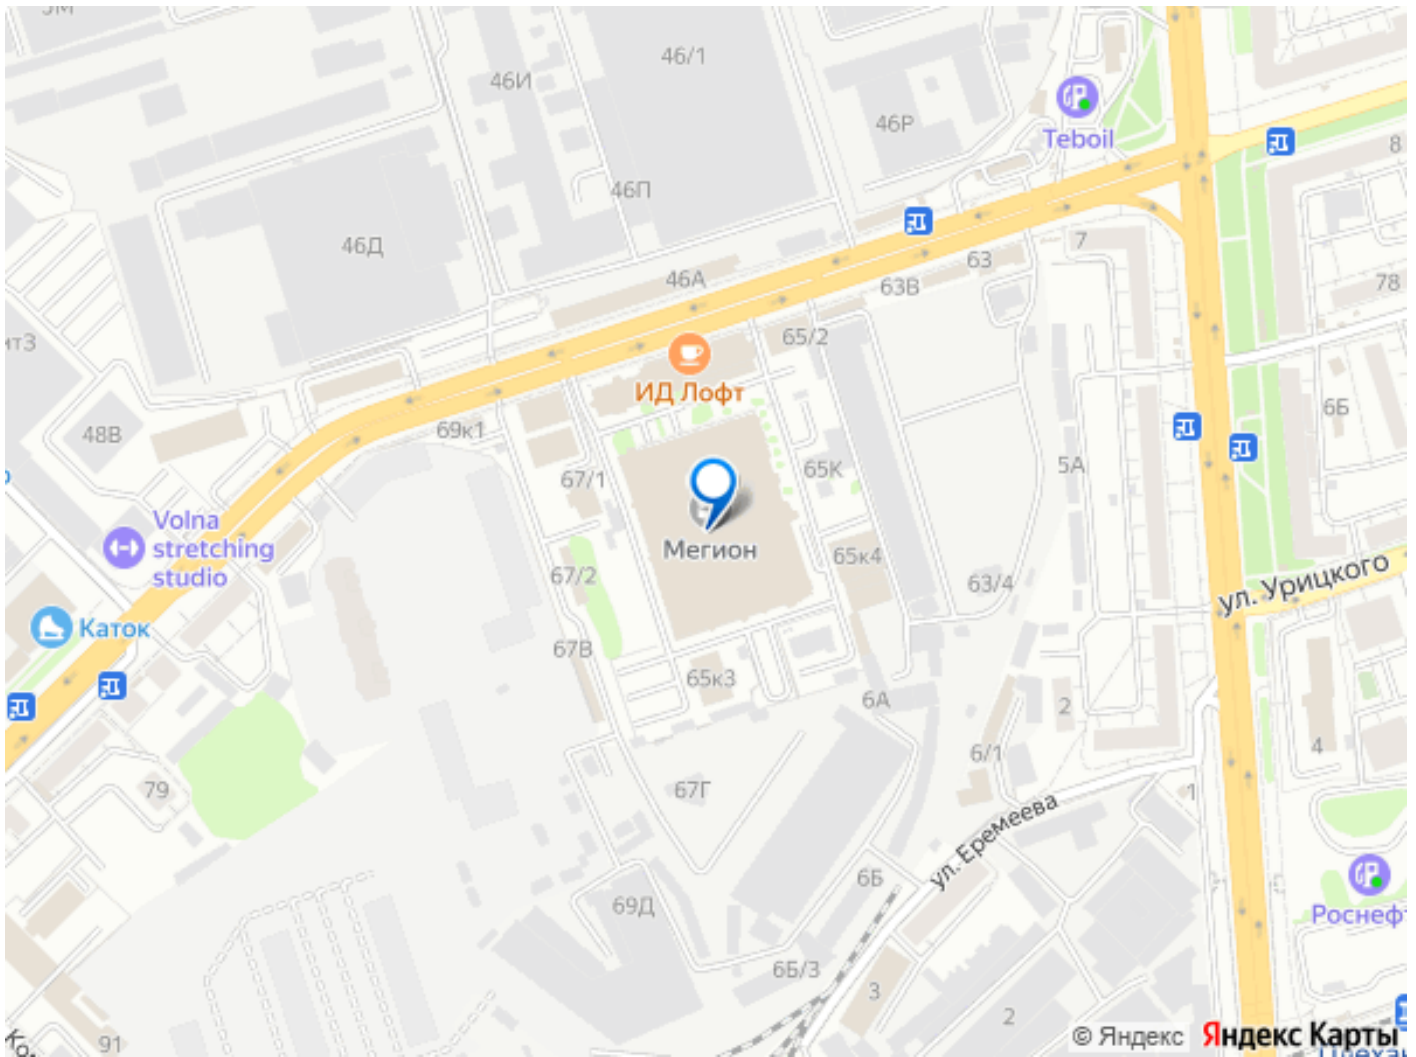 46/1
46И
46Р
Teboil
8
46П
46Д
7
63
46А
63В
78
65/2
ИД Лофт
6Б
48В
69к1
65К
5А
67/1
Volna
stretching
studio
Мегион
65к4
67/2
63/4
ул. Урицкого
Каток
67В
65к3
6А
2
6/1
4
79
67Г
1
ул. Еремеева
6Б
69Д
Роснефт
6Б/3
3
2
91
© Яндекс
Яндекс Карты